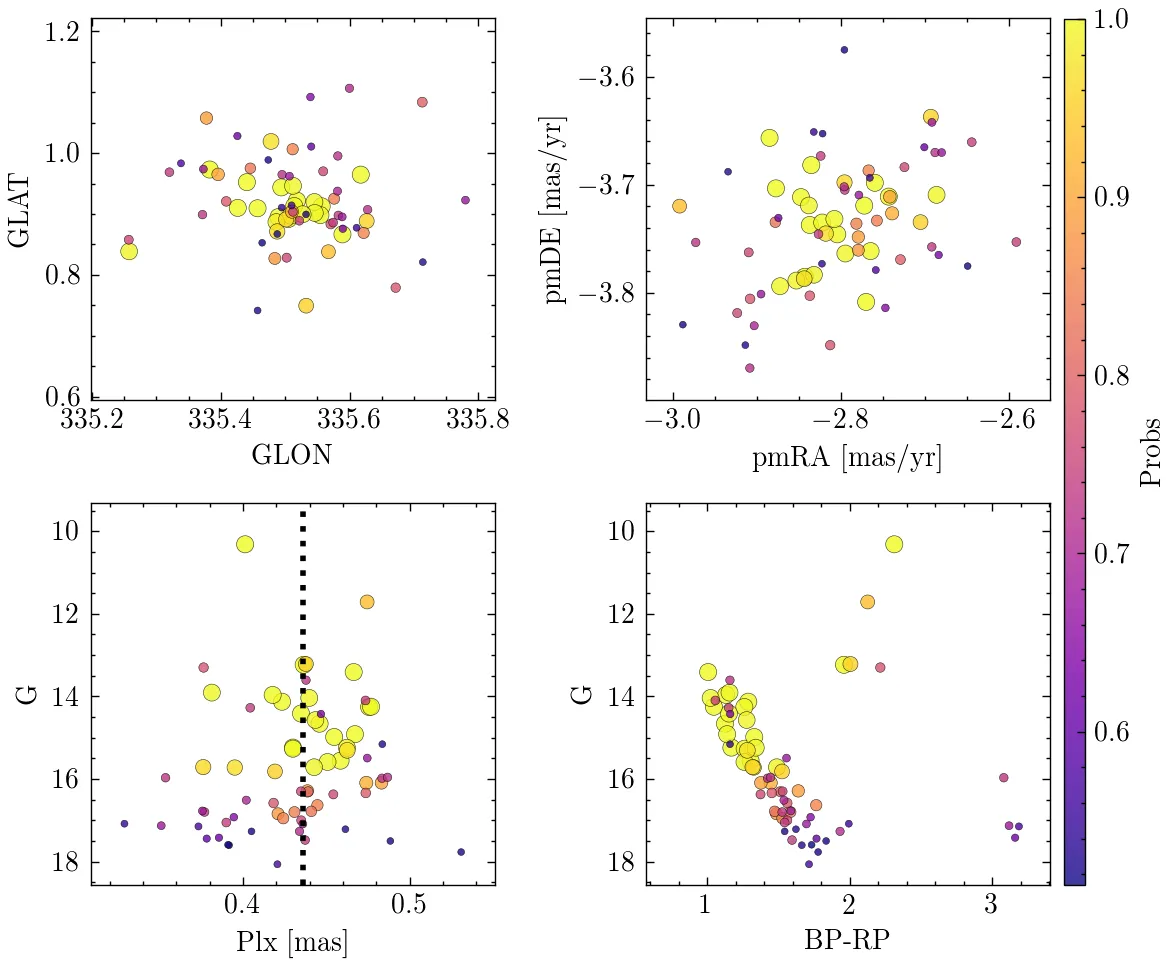 1.2
1.0
0.8
0.6
GLAT
335.2 335.4 335.6 335.8
GLON
−3.6
−3.7
−3.8
pmDE [mas/yr]
−3.0 −2.8 −2.6
pmRA [mas/yr]
10
12
14
16
18
G
0.4 0.5
Plx [mas]
10
12
14
16
18
G
1 2 3
BP-RP
1.0
0.9
0.8
0.7
0.6
Probs